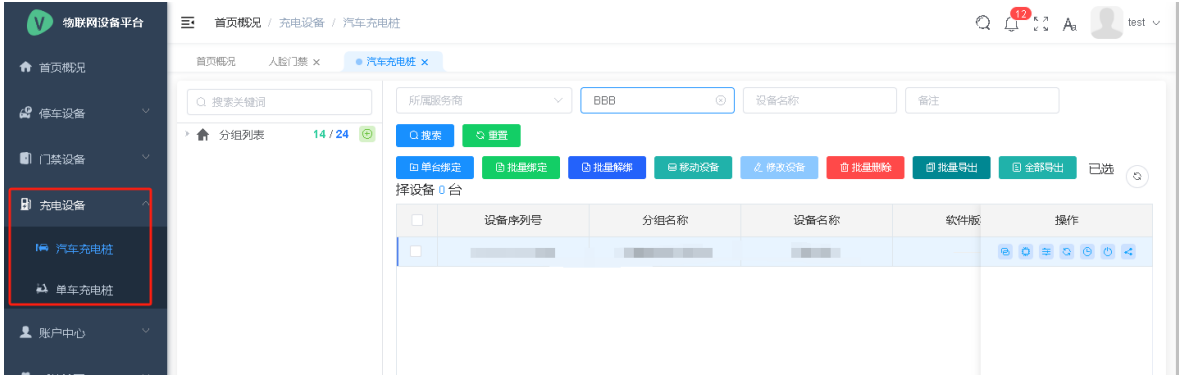 物联网设备平台
首页概况 / 充电设备 / 汽车充电桩
12
test
首页概况
人脸门禁 ×
汽车充电桩 ×
首页概况
停车设备
门禁设备
充电设备
汽车充电桩
单车充电桩
账户中心
搜索关键词
分组列表 14 / 24
所属服务商
BBB
设备名称
备注
搜索
重置
单台绑定
批量绑定
批量解绑
移动设备
修改设备
批量删除
批量导出
全部导出
已选
择设备 0 台
设备序列号
分组名称
设备名称
软件版
操作